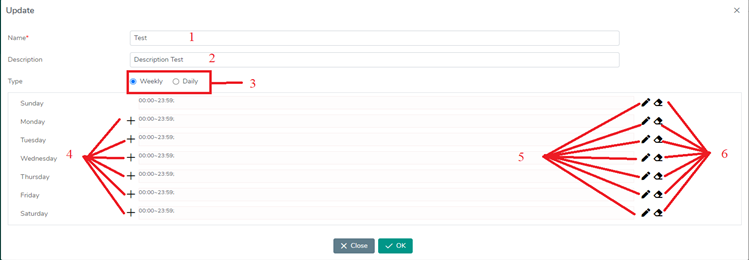 Update
Name* Test 1
Description Description Test 2
Type Weekly Daily 3
Sunday 00:00~23:59;
Monday 00:00~23:59;
Tuesday 00:00~23:59;
4 Wednesday 00:00~23:59; 5 6
Thursday 00:00~23:59;
Friday 00:00~23:59;
Saturday 00:00~23:59;
Close OK